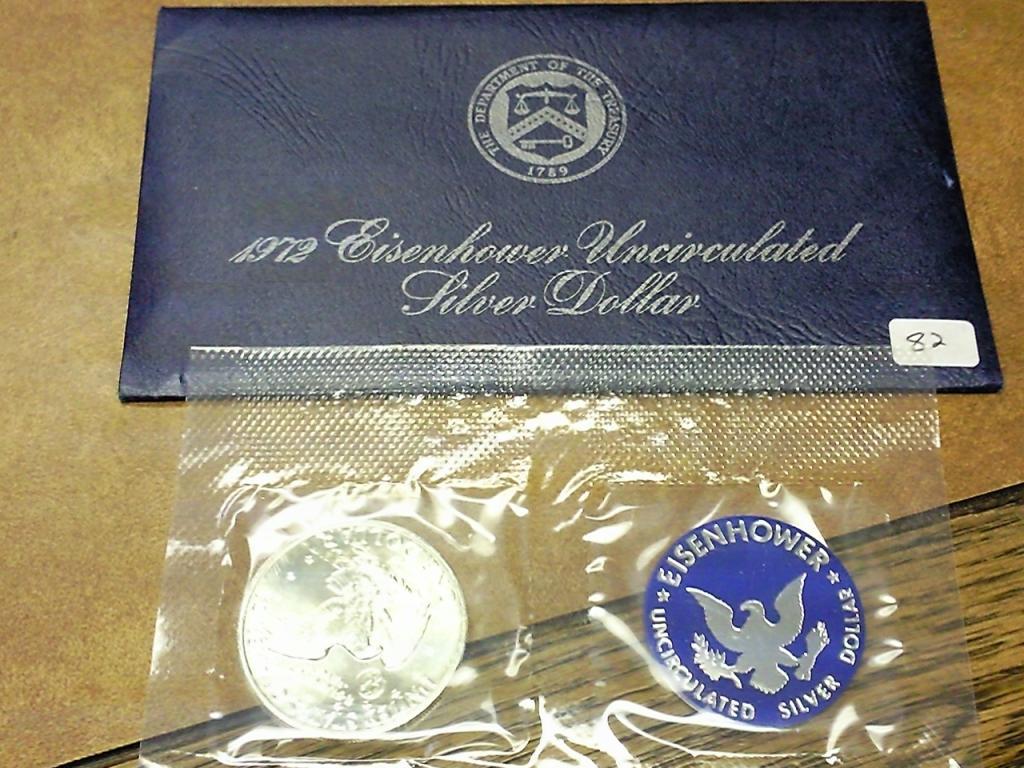 THE DEPARTMENT OF THE TREASURY
1789
1972 Eisenhower Uncirculated
Silver Dollar
82
EISENHOWER
UNCIRCULATED SILVER DOLLAR